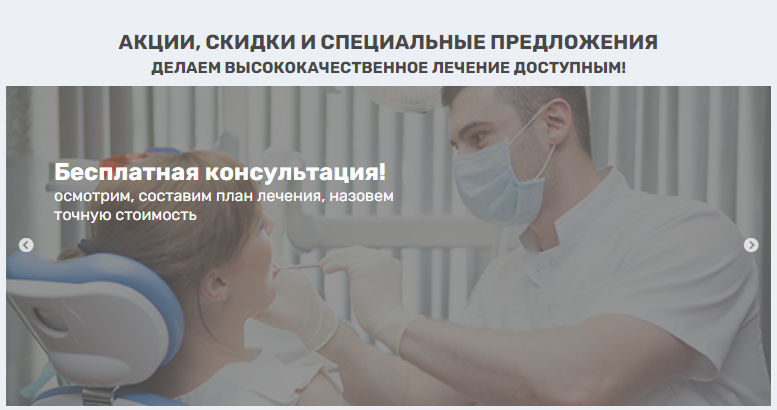 АКЦИИ, СКИДКИ И СПЕЦИАЛЬНЫЕ ПРЕДЛОЖЕНИЯ
ДЕЛАЕМ ВЫСОКОКАЧЕСТВЕННОЕ ЛЕЧЕНИЕ ДОСТУПНЫМ!
Бесплатная консультация!
осмотрим, составим план лечения, назовем
точную стоимость